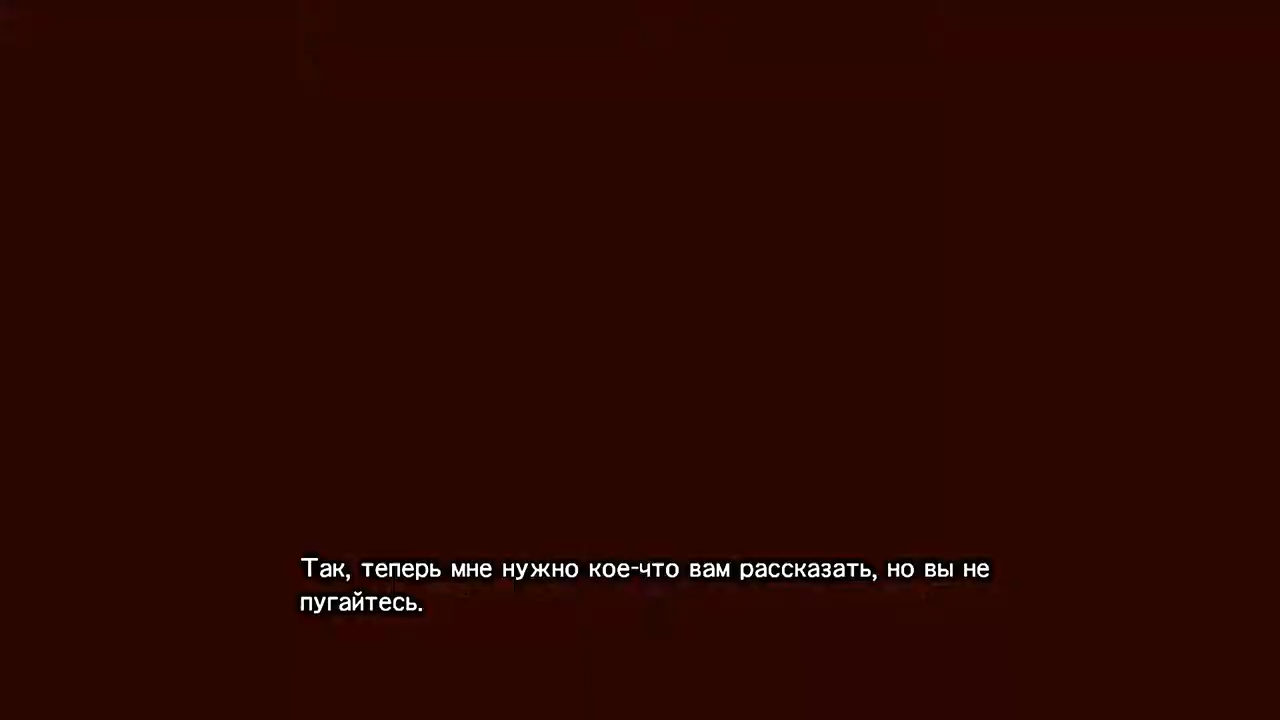 Так, теперь мне нужно кое-что вам рассказать, но вы не
пугайтесь.